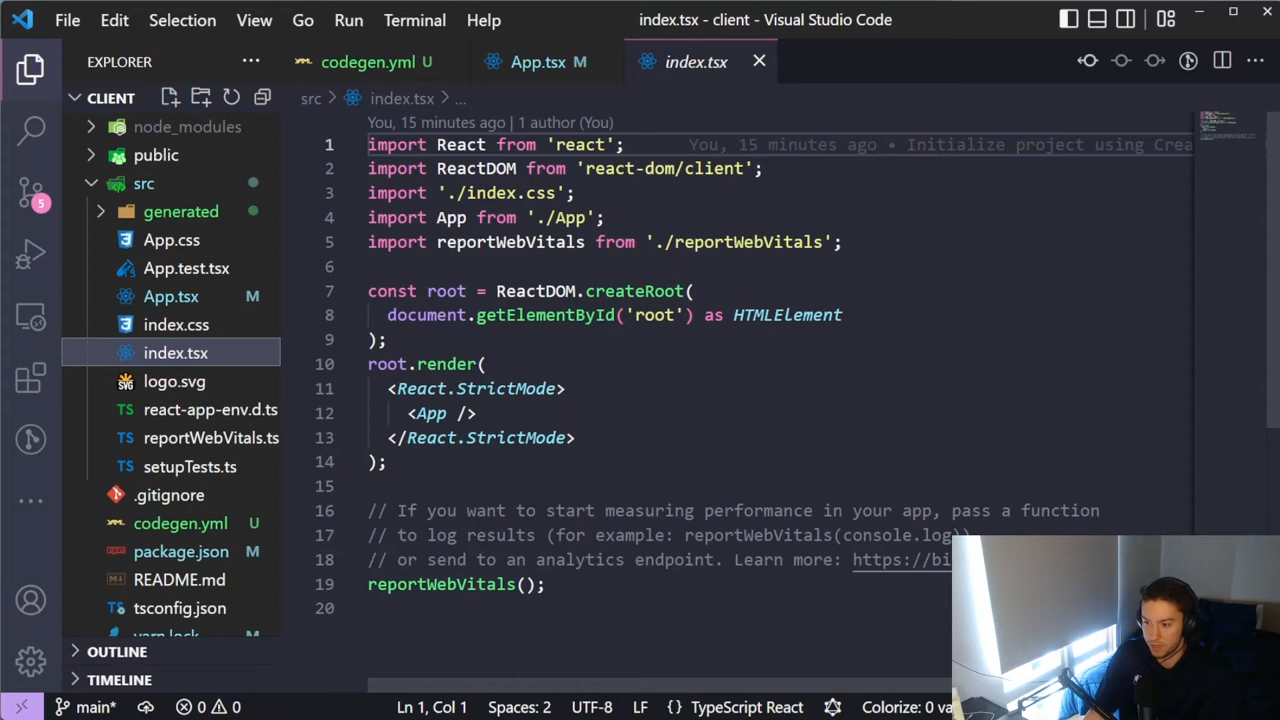 File Edit Selection View Go Run Terminal Help
index.tsx - client - Visual Studio Code
EXPLORER
codegen.yml U
App.tsx M
index.tsx
CLIENT
src index.tsx ...
node_modules
public
src
generated
App.css
App.test.tsx
App.tsx M
index.css
index.tsx
logo.svg
react-app-env.d.ts
reportWebVitals.ts
setupTests.ts
.gitignore
codegen.yml U
package.json M
README.md
tsconfig.json
yarn.lock M
OUTLINE
TIMELINE
5
You, 15 minutes ago | 1 author (You)
1 import React from 'react'; You, 15 minutes ago • Initialize project using Crea
2 import ReactDOM from 'react-dom/client';
3 import './index.css';
4 import App from './App';
5 import reportWebVitals from './reportWebVitals';
6
7 const root = ReactDOM.createRoot(
8 document.getElementById('root') as HTMLElement
9 );
10 root.render(
11 <React.StrictMode>
12 <App />
13 </React.StrictMode>
14 );
15
16 // If you want to start measuring performance in your app, pass a function
17 // to log results (for example: reportWebVitals(console.log))
18 // or send to an analytics endpoint. Learn more: https://bi
19 reportWebVitals();
20
main* 0 0 Ln 1, Col 1 Spaces: 2 UTF-8 LF {} TypeScript React Colorize: 0 va